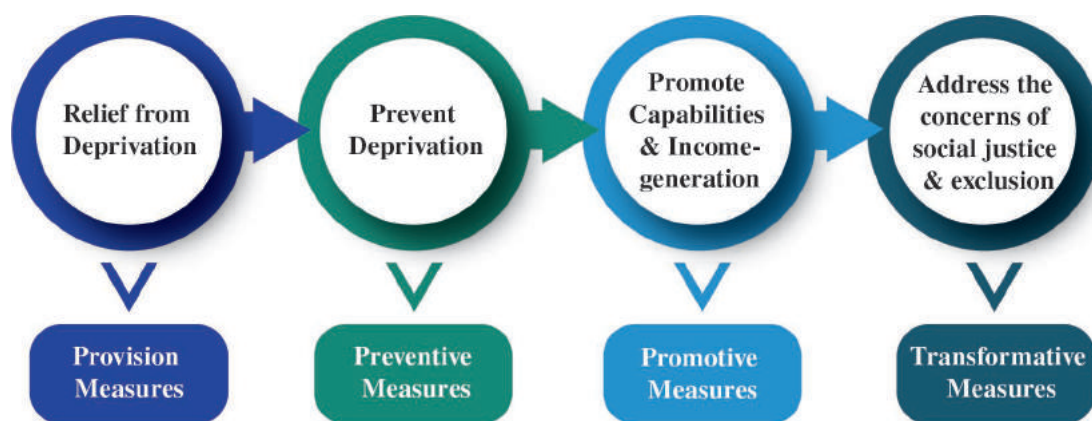 Relief from
Deprivation
Prevent
Deprivation
Promote
Capabilities
& Income-
generation
Address the
concerns of
social justice
& exclusion
Provision
Measures
Preventive
Measures
Promotive
Measures
Transformative
Measures